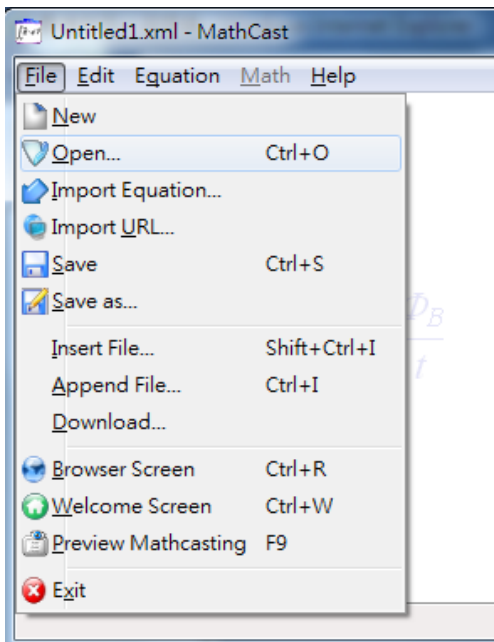 Untitled1.xml - MathCast
File Edit Equation Math Help
New
Open... Ctrl+O
Import Equation...
Import URL...
Save Ctrl+S
Save as...
Φ_B
Insert File... Shift+Ctrl+I
t
Append File... Ctrl+I
Download...
Browser Screen Ctrl+R
Welcome Screen Ctrl+W
Preview Mathcasting F9
Exit